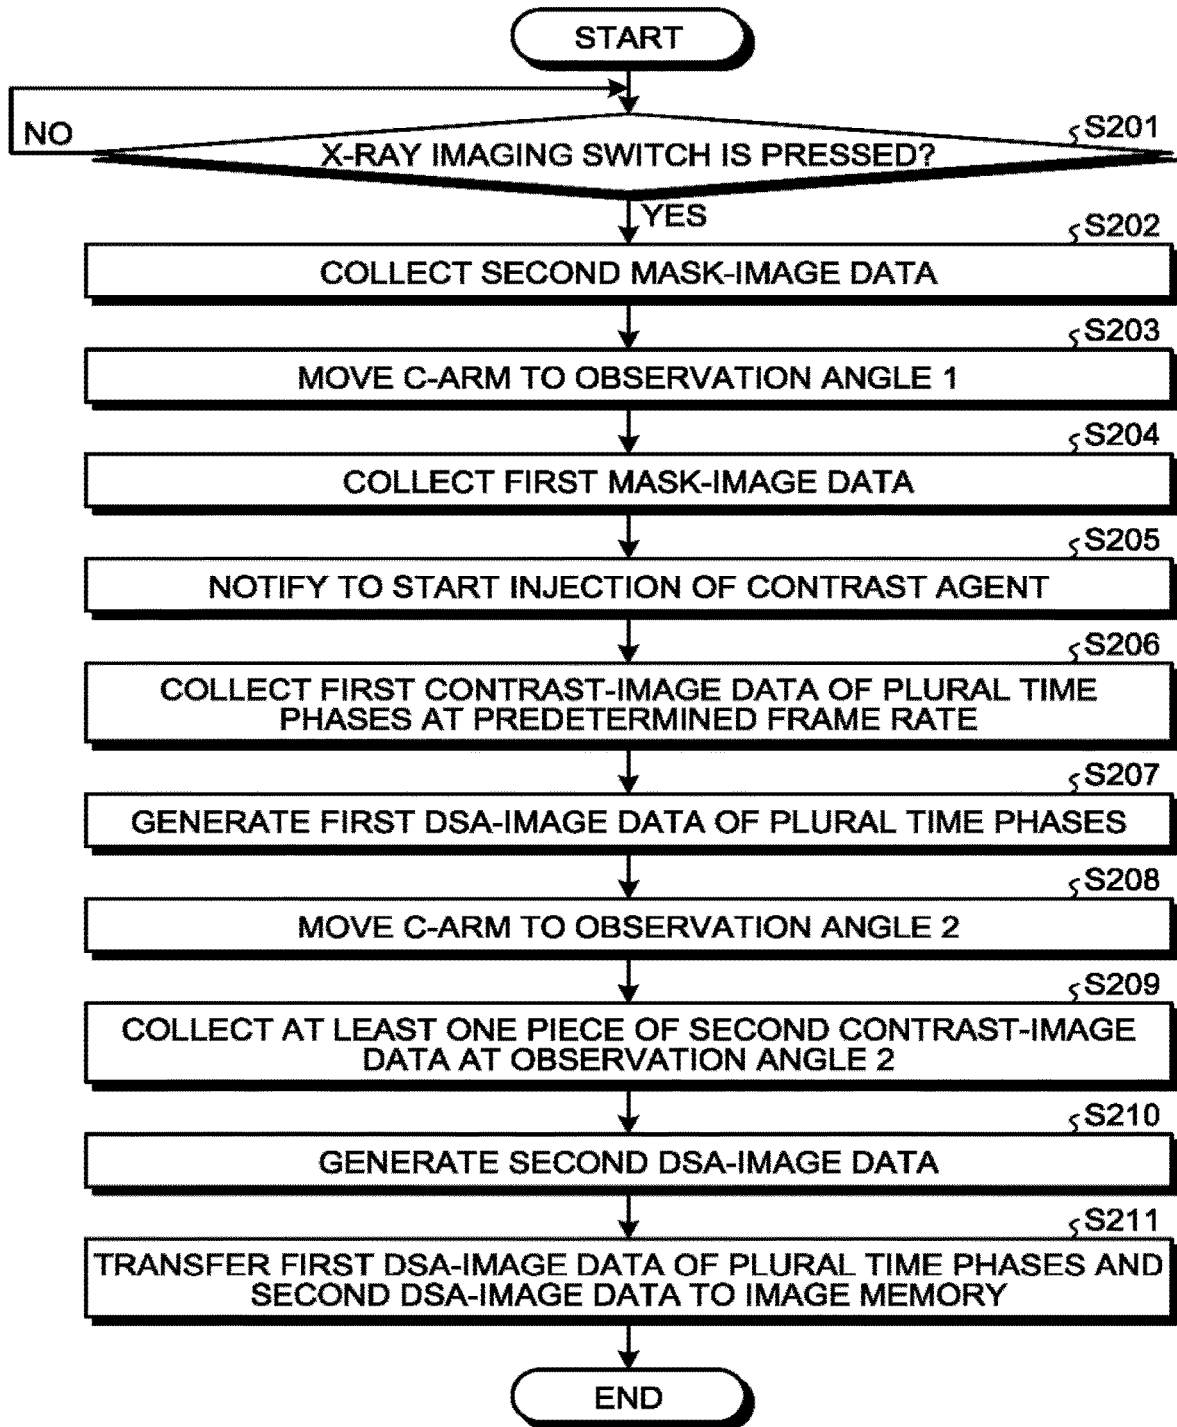 START
NO
S201
X-RAY IMAGING SWITCH IS PRESSED?
YES
S202
COLLECT SECOND MASK-IMAGE DATA
S203
MOVE C-ARM TO OBSERVATION ANGLE 1
S204
COLLECT FIRST MASK-IMAGE DATA
S205
NOTIFY TO START INJECTION OF CONTRAST AGENT
S206
COLLECT FIRST CONTRAST-IMAGE DATA OF PLURAL TIME
PHASES AT PREDETERMINED FRAME RATE
S207
GENERATE FIRST DSA-IMAGE DATA OF PLURAL TIME PHASES
S208
MOVE C-ARM TO OBSERVATION ANGLE 2
S209
COLLECT AT LEAST ONE PIECE OF SECOND CONTRAST-IMAGE
DATA AT OBSERVATION ANGLE 2
S210
GENERATE SECOND DSA-IMAGE DATA
S211
TRANSFER FIRST DSA-IMAGE DATA OF PLURAL TIME PHASES AND
SECOND DSA-IMAGE DATA TO IMAGE MEMORY
END